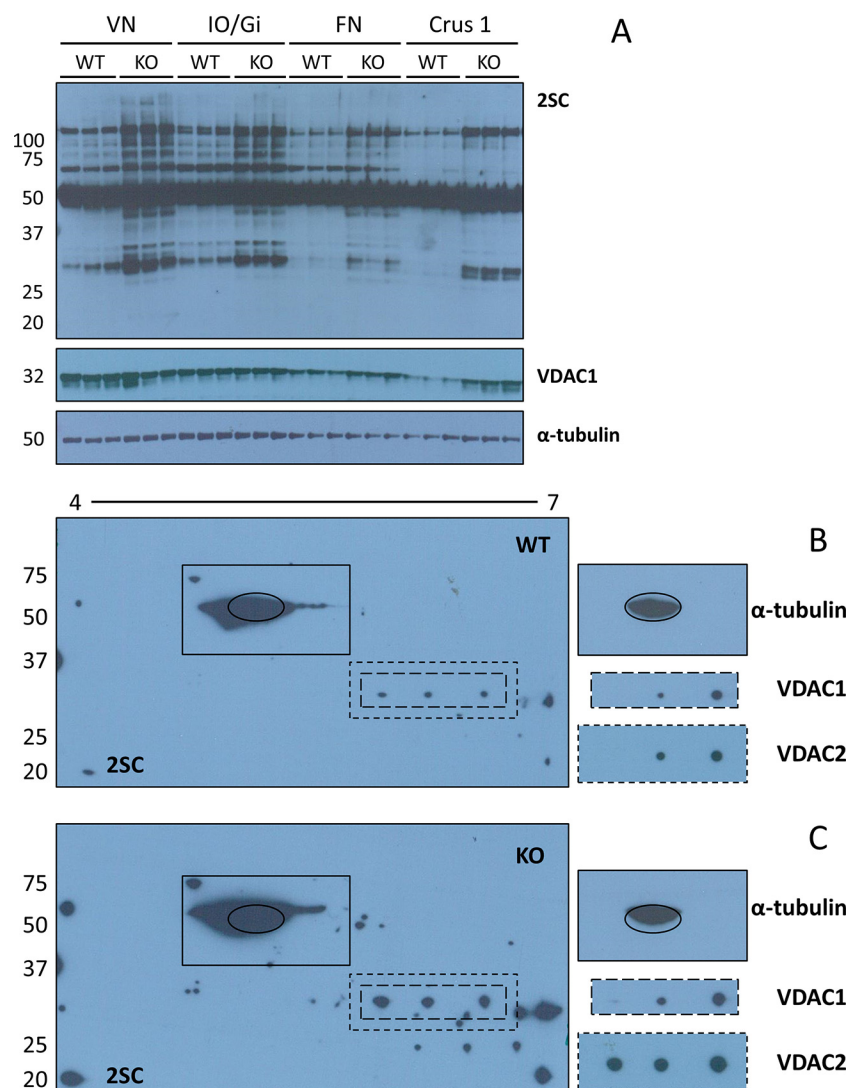 VN IO/Gi FN Crus 1 A
WT KO WT KO WT KO WT KO
2SC
100
75
50
37
25
20
32 VDAC1
50 α-tubulin
4 7
WT B
75
50 α-tubulin
37
VDAC1
25
VDAC2
20 2SC
KO C
75
50 α-tubulin
37
VDAC1
25
VDAC2
20 2SC